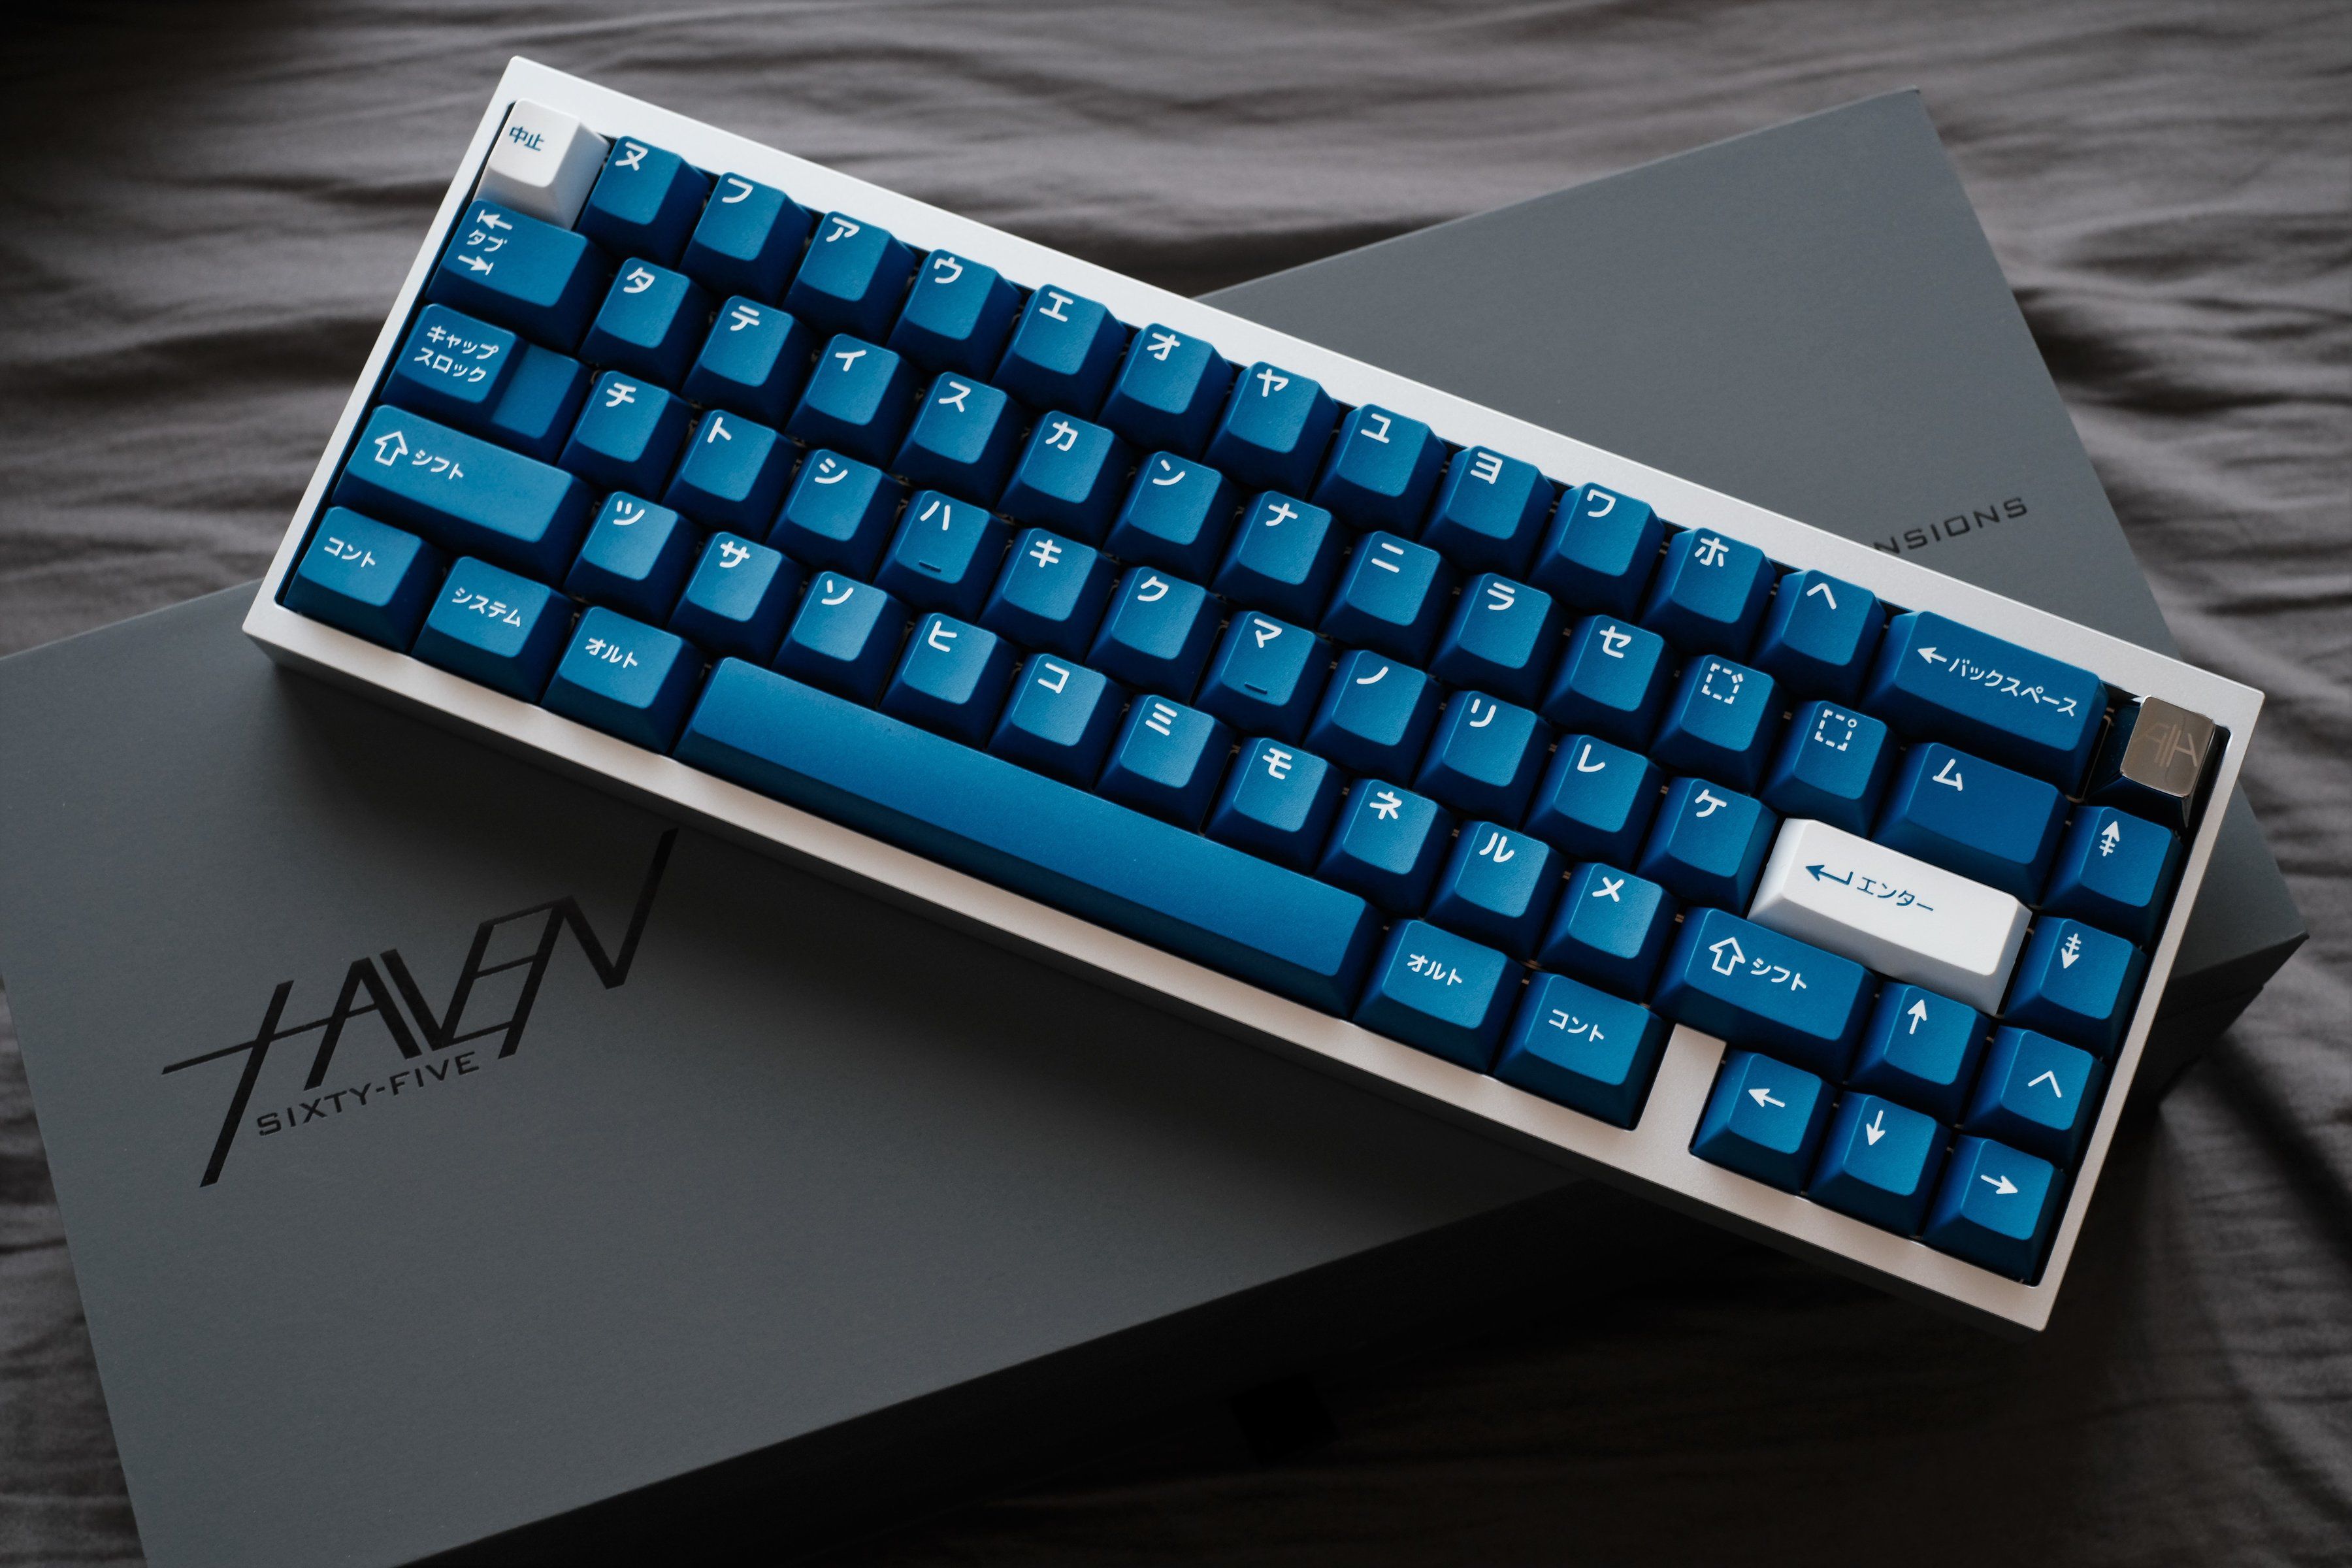 中止 ヌ フ ア ウ エ オ ヤ ユ ヨ ワ ホ ヘ ←バックスペース
タブ タ テ イ ス カ ン ナ ニ ラ セ ゙ ゚ ム
キャップ
スロック
チ ト シ ハ キ ク マ ノ リ レ ケ エンター
シフト ツ サ ソ ヒ コ ミ モ ネ ル メ シフト ↑ ヘ
コント システム オルト オルト コント ← ↓ →
NSIONS
HAVEN
SIXTY-FIVE